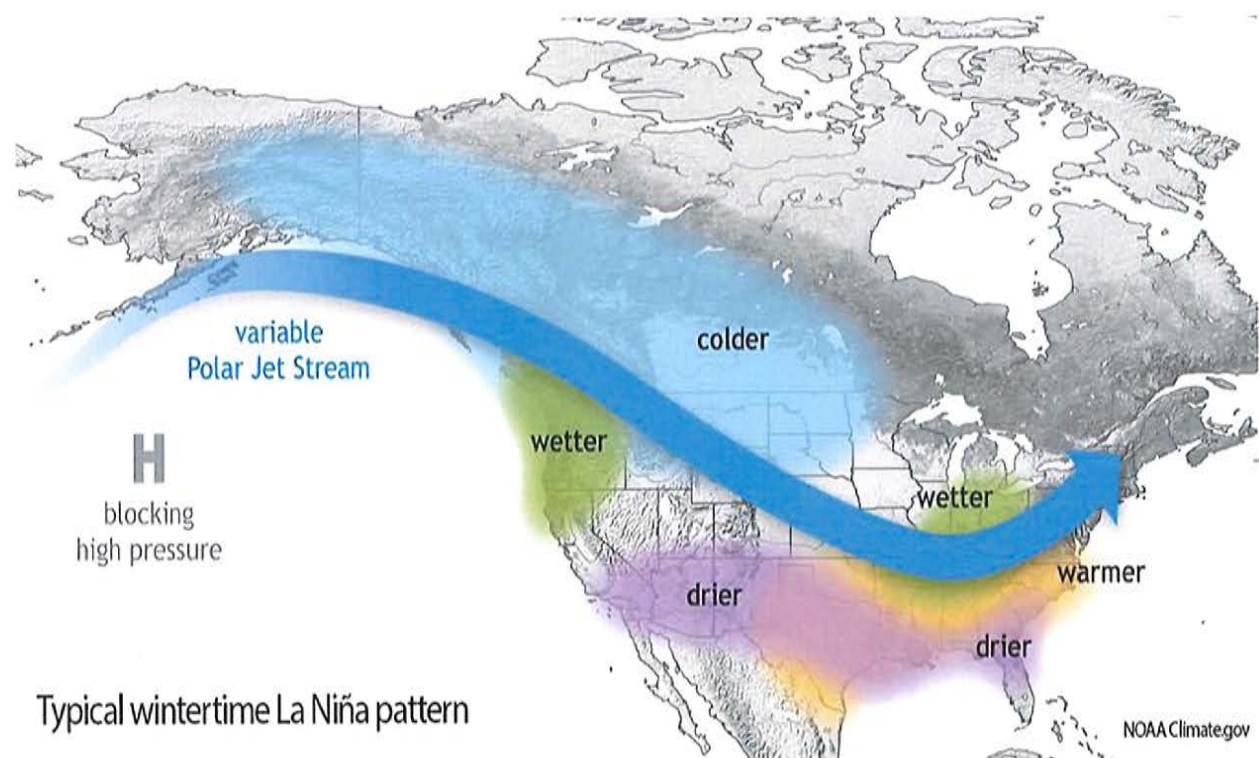 variable
Polar Jet Stream
colder
wetter
H
blocking
high pressure
wetter
warmer
drier
drier
Typical wintertime La Niña pattern
NOAA Climate.gov